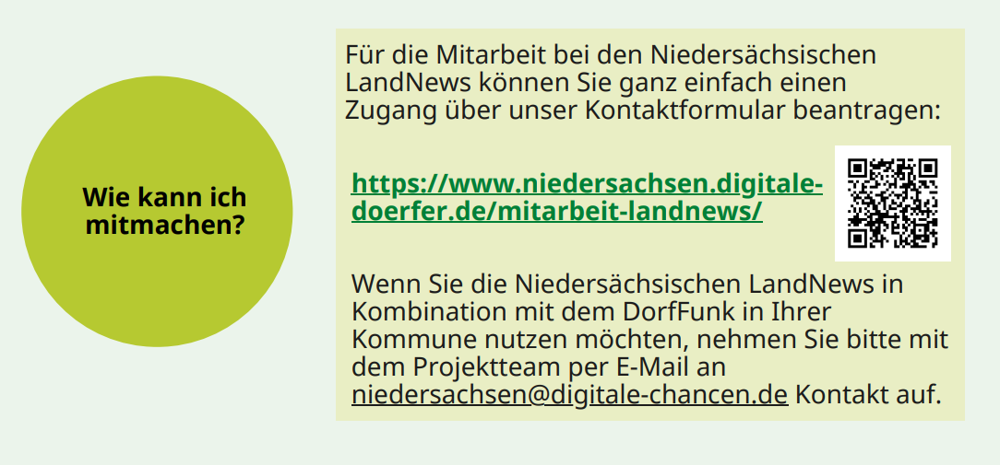 Wie kann ich
mitmachen?
Für die Mitarbeit bei den Niedersächsischen
LandNews können Sie ganz einfach einen
Zugang über unser Kontaktformular beantragen:
https://www.niedersachsen.digitale-
doerfer.de/mitarbeit-landnews/
Wenn Sie die Niedersächsischen LandNews in
Kombination mit dem DorfFunk in Ihrer
Kommune nutzen möchten, nehmen Sie bitte mit
dem Projektteam per E-Mail an
niedersachsen@digitale-chancen.de Kontakt auf.